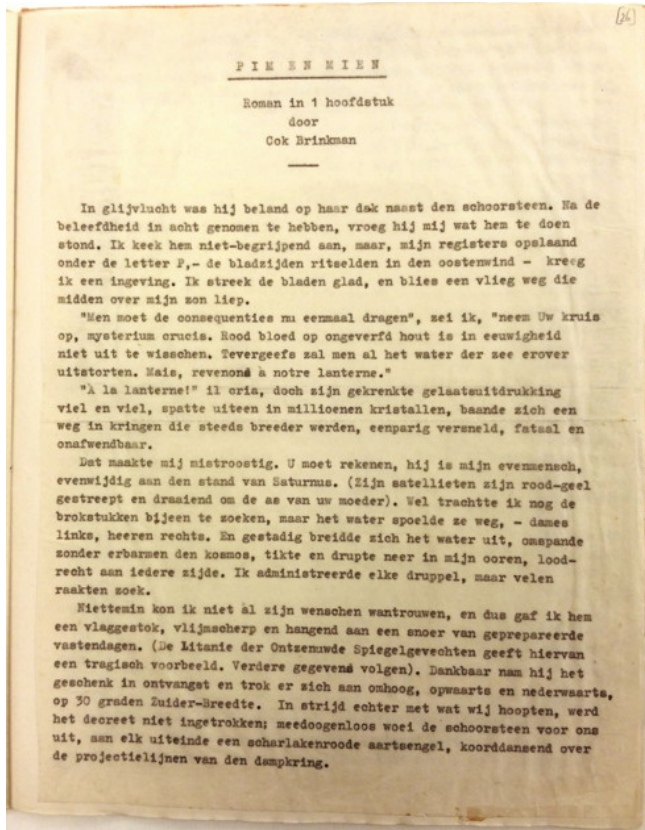 [26]
PIM EN MIEN
Roman in 1 hoofdstuk
door
Cok Brinkman
In glijvlucht was hij beland op haar dak naast den schoorsteen. Na de
beleefdheid in acht genomen te hebben, vroeg hij mij wat hem te doen
stond. Ik keek hem niet-begrijpend aan, maar, mijn registers opslaand
onder de letter P,- de bladzijden ritselden in den oostenwind - kreeg
ik een ingeving. Ik streek de bladen glad, en blies een vlieg weg die
midden over mijn zon liep.
"Men moet de consequenties nu eenmaal dragen", zei ik, "neem Uw kruis
op, mysterium crucis. Rood bloed op ongeverfd hout is in eeuwigheid
niet uit te wisschen. Tevergeefs zal men al het water der zee erover
uitstorten. Mais, revenons à notre lanterne."
"À la lanterne!" il cria, doch zijn gekrenkte gelaatsuitdrukking
viel en viel, spatte uiteen in millioenen kristallen, baande zich een
weg in kringen die steeds breeder werden, eenparig versneld, fataal en
onafwendbaar.
Dat maakte mij mistroostig. U moet rekenen, hij is mijn evenmensch,
evenwijdig aan den stand van Saturnus. (Zijn satellieten zijn rood-geel
gestreept en draaiend om de as van uw moeder). Wel trachtte ik nog de
brokstukken bijeen te zoeken, maar het water spoelde ze weg, - dames
links, heeren rechts. En gestadig breidde zich het water uit, omspande
zonder erbarmen den kosmos, tikte en drupte neer in mijn ooren, lood-
recht aan iedere zijde. Ik administreerde elke druppel, maar velen
raakten zoek.
Niettemin kon ik niet àl zijn wenschen wantrouwen, en dus gaf ik hem
een vlaggestok, vlijmscherp en hangend aan een snoer van geprepareerde
vastendagen. (De Litanie der Ontzenuwde Spiegelgevechten geeft hiervan
een tragisch voorbeeld. Verdere gegevens volgen). Dankbaar nam hij het
geschenk in ontvangst en trok er zich aan omhoog, opwaarts en nederwaarts,
op 30 graden Zuider-Breedte. In strijd echter met wat wij hoopten, werd
het decreet niet ingetrokken; meedoogenloos woei de schoorsteen voor ons
uit, aan elk uiteinde een scharlakenroode aartsengel, koorddansend over
de projectielijnen van den dampkring.